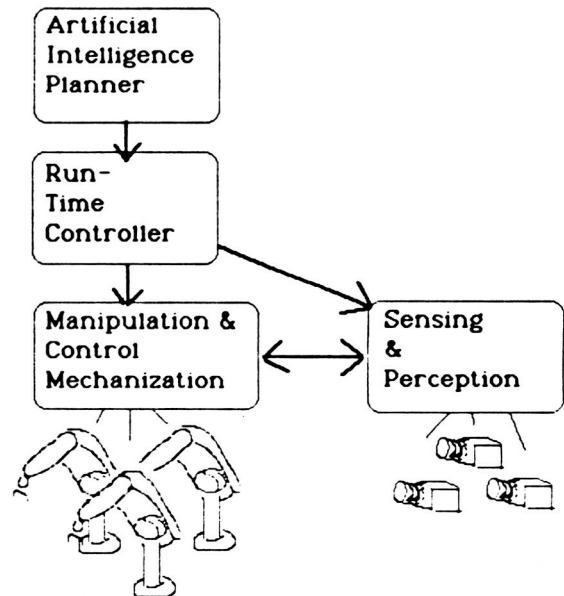 Artificial
Intelligence
Planner
Run-
Time
Controller
Manipulation &
Control
Mechanization
Sensing
&
Perception